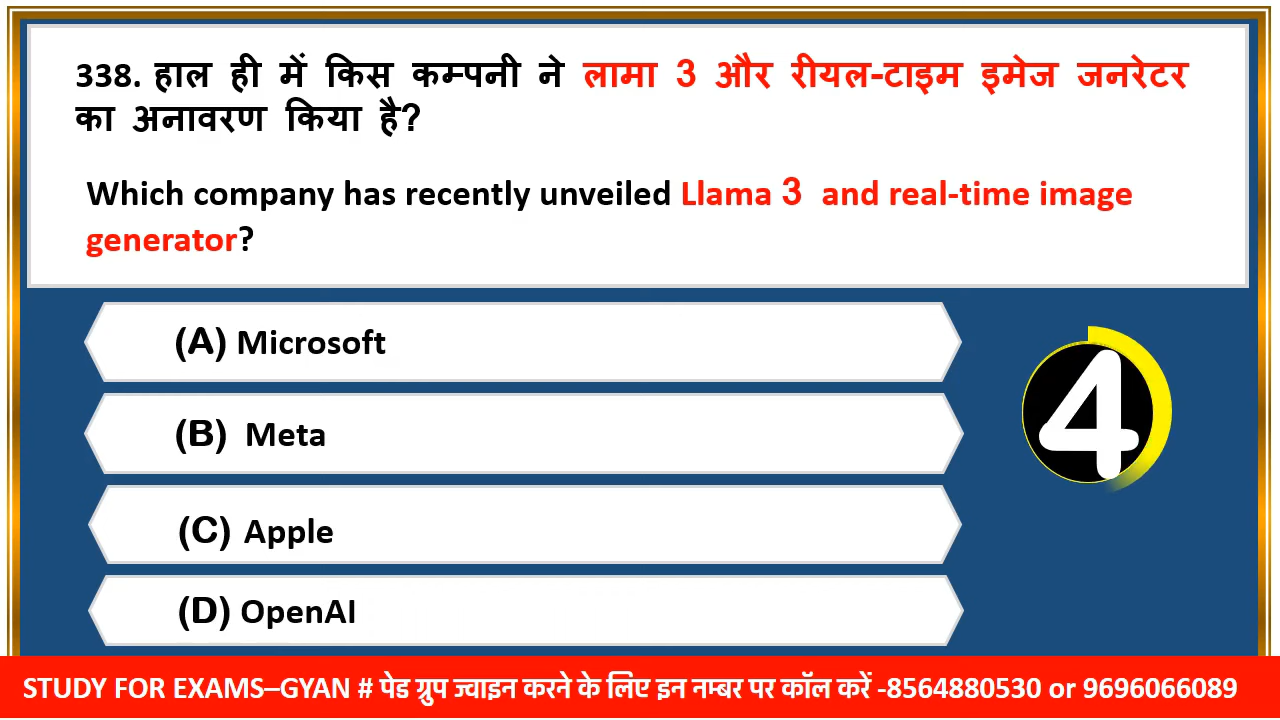 338. हाल ही में किस कम्पनी ने लामा 3 और रीयल-टाइम इमेज जनरेटर
का अनावरण किया है?
Which company has recently unveiled Llama 3 and real-time image
generator?
(A) Microsoft
(B) Meta
(C) Apple
(D) OpenAI
4
STUDY FOR EXAMS–GYAN # पेड ग्रुप ज्वाइन करने के लिए इन नम्बर पर कॉल करें -8564880530 or 9696066089